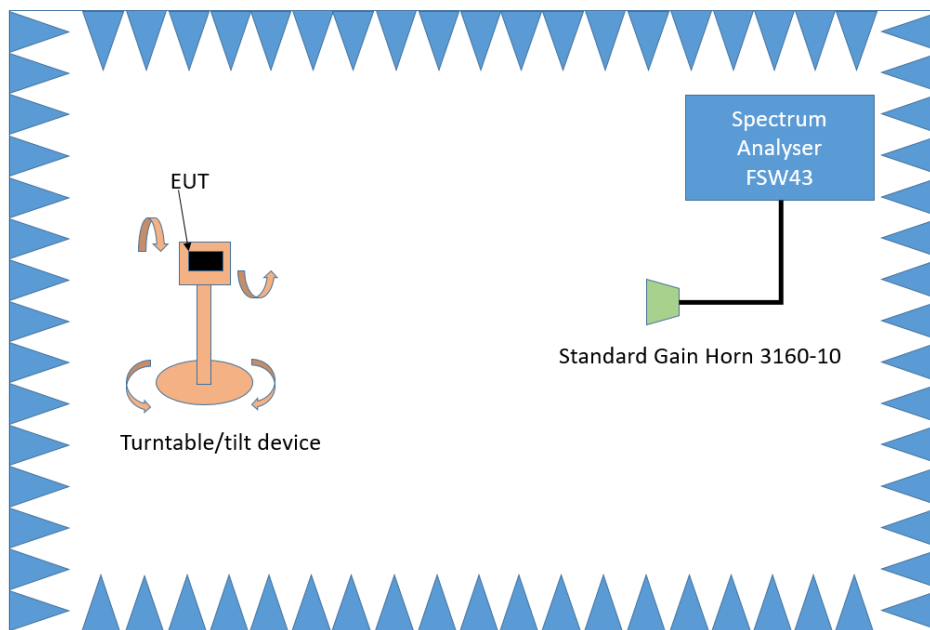 Spectrum
Analyser
FSW43
EUT
Standard Gain Horn 3160-10
Turntable/tilt device